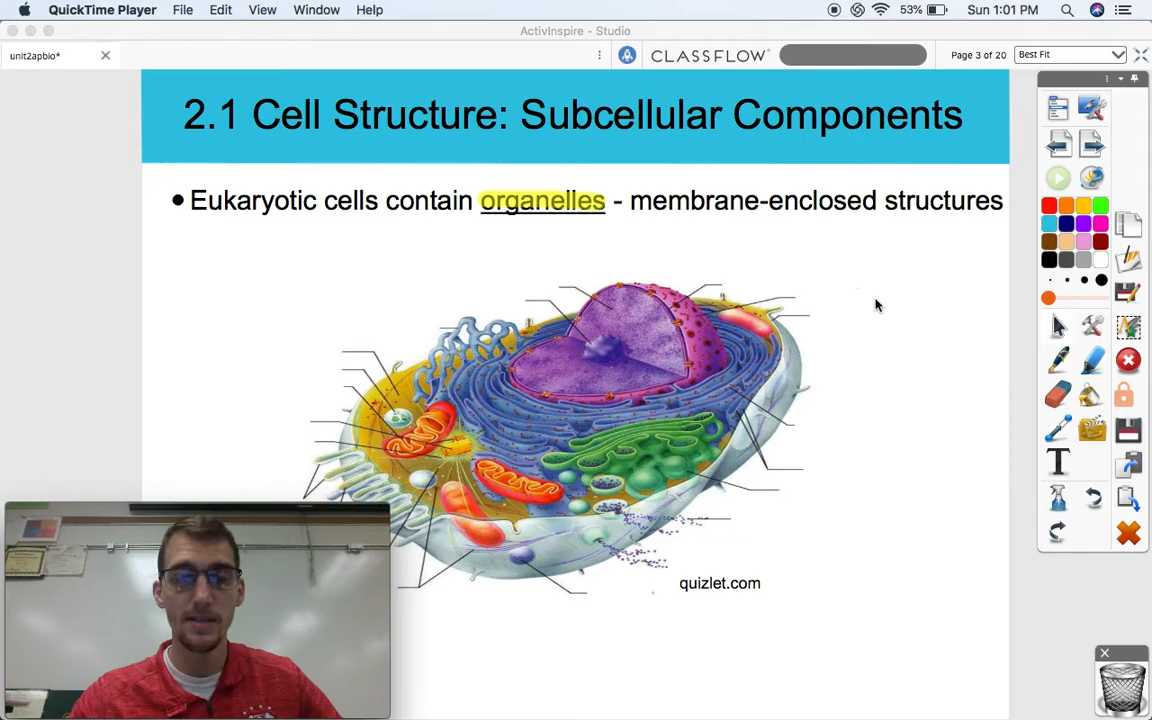 QuickTime Player File Edit View Window Help 53% Sun 1:01 PM
ActivInspire - Studio
unit2apbio* CLASSFLOW Page 3 of 20 Best Fit
2.1 Cell Structure: Subcellular Components
•Eukaryotic cells contain organelles - membrane-enclosed structures
T
quizlet.com